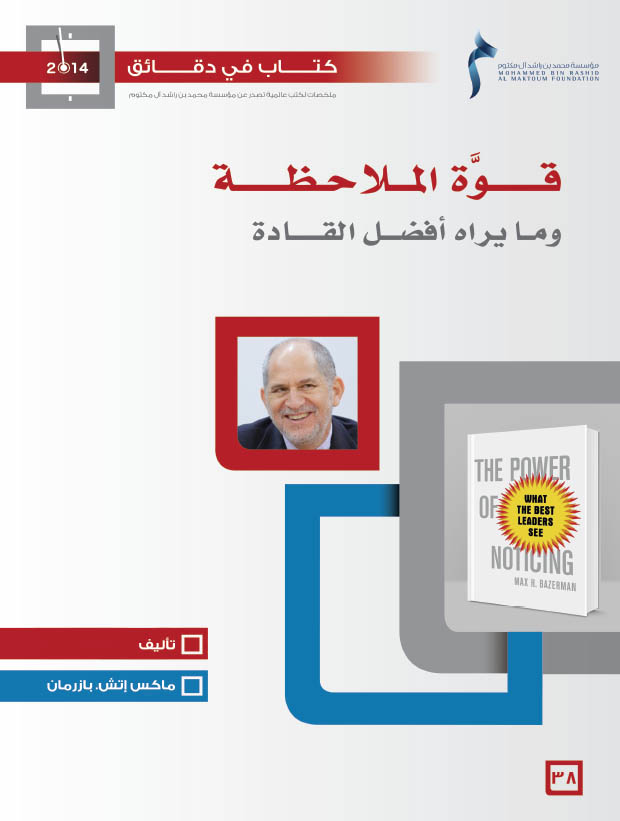 كتاب في دقائق
2014
ملخصات لكتب عالمية تصدر عن مؤسسة محمد بن راشد آل مكتوم
مؤسسة محمد بن راشد آل مكتوم
MOHAMMED BIN RASHID
AL MAKTOUM FOUNDATION
قوَّة الملاحظة
وما يراه أفضل القادة
THE POWER
OF
NOTICING
WHAT
THE BEST
LEADERS
SEE
MAX H. BAZERMAN
تأليف
ماكس إتش. بازرمان
٣٨